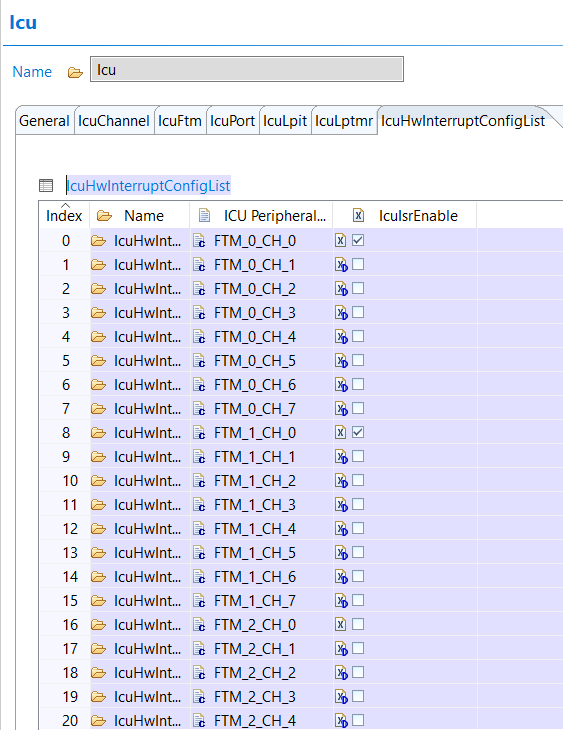 Icu
Name Icu
General IcuChannel IcuFtm IcuPort IcuLpit IcuLptmr IcuHwInterruptConfigList
IcuHwInterruptConfigList
Index Name ICU Peripheral... IcuIsrEnable
0 IcuHwInt... FTM_0_CH_0
1 IcuHwInt... FTM_0_CH_1
2 IcuHwInt... FTM_0_CH_2
3 IcuHwInt... FTM_0_CH_3
4 IcuHwInt... FTM_0_CH_4
5 IcuHwInt... FTM_0_CH_5
6 IcuHwInt... FTM_0_CH_6
7 IcuHwInt... FTM_0_CH_7
8 IcuHwInt... FTM_1_CH_0
9 IcuHwInt... FTM_1_CH_1
10 IcuHwInt... FTM_1_CH_2
11 IcuHwInt... FTM_1_CH_3
12 IcuHwInt... FTM_1_CH_4
13 IcuHwInt... FTM_1_CH_5
14 IcuHwInt... FTM_1_CH_6
15 IcuHwInt... FTM_1_CH_7
16 IcuHwInt... FTM_2_CH_0
17 IcuHwInt... FTM_2_CH_1
18 IcuHwInt... FTM_2_CH_2
19 IcuHwInt... FTM_2_CH_3
20 IcuHwInt... FTM_2_CH_4